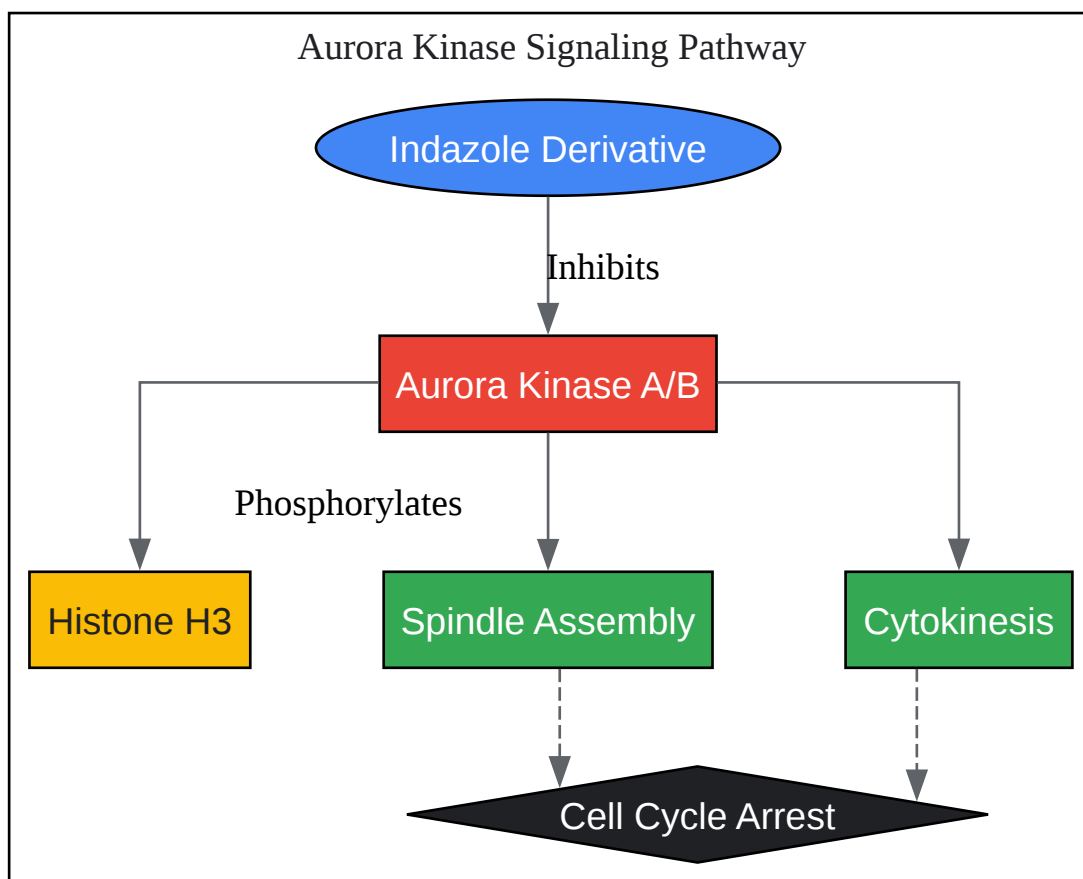 Aurora Kinase Signaling Pathway
Indazole Derivative
Inhibits
Aurora Kinase A/B
Phosphorylates
Histone H3
Spindle Assembly
Cytokinesis
Cell Cycle Arrest